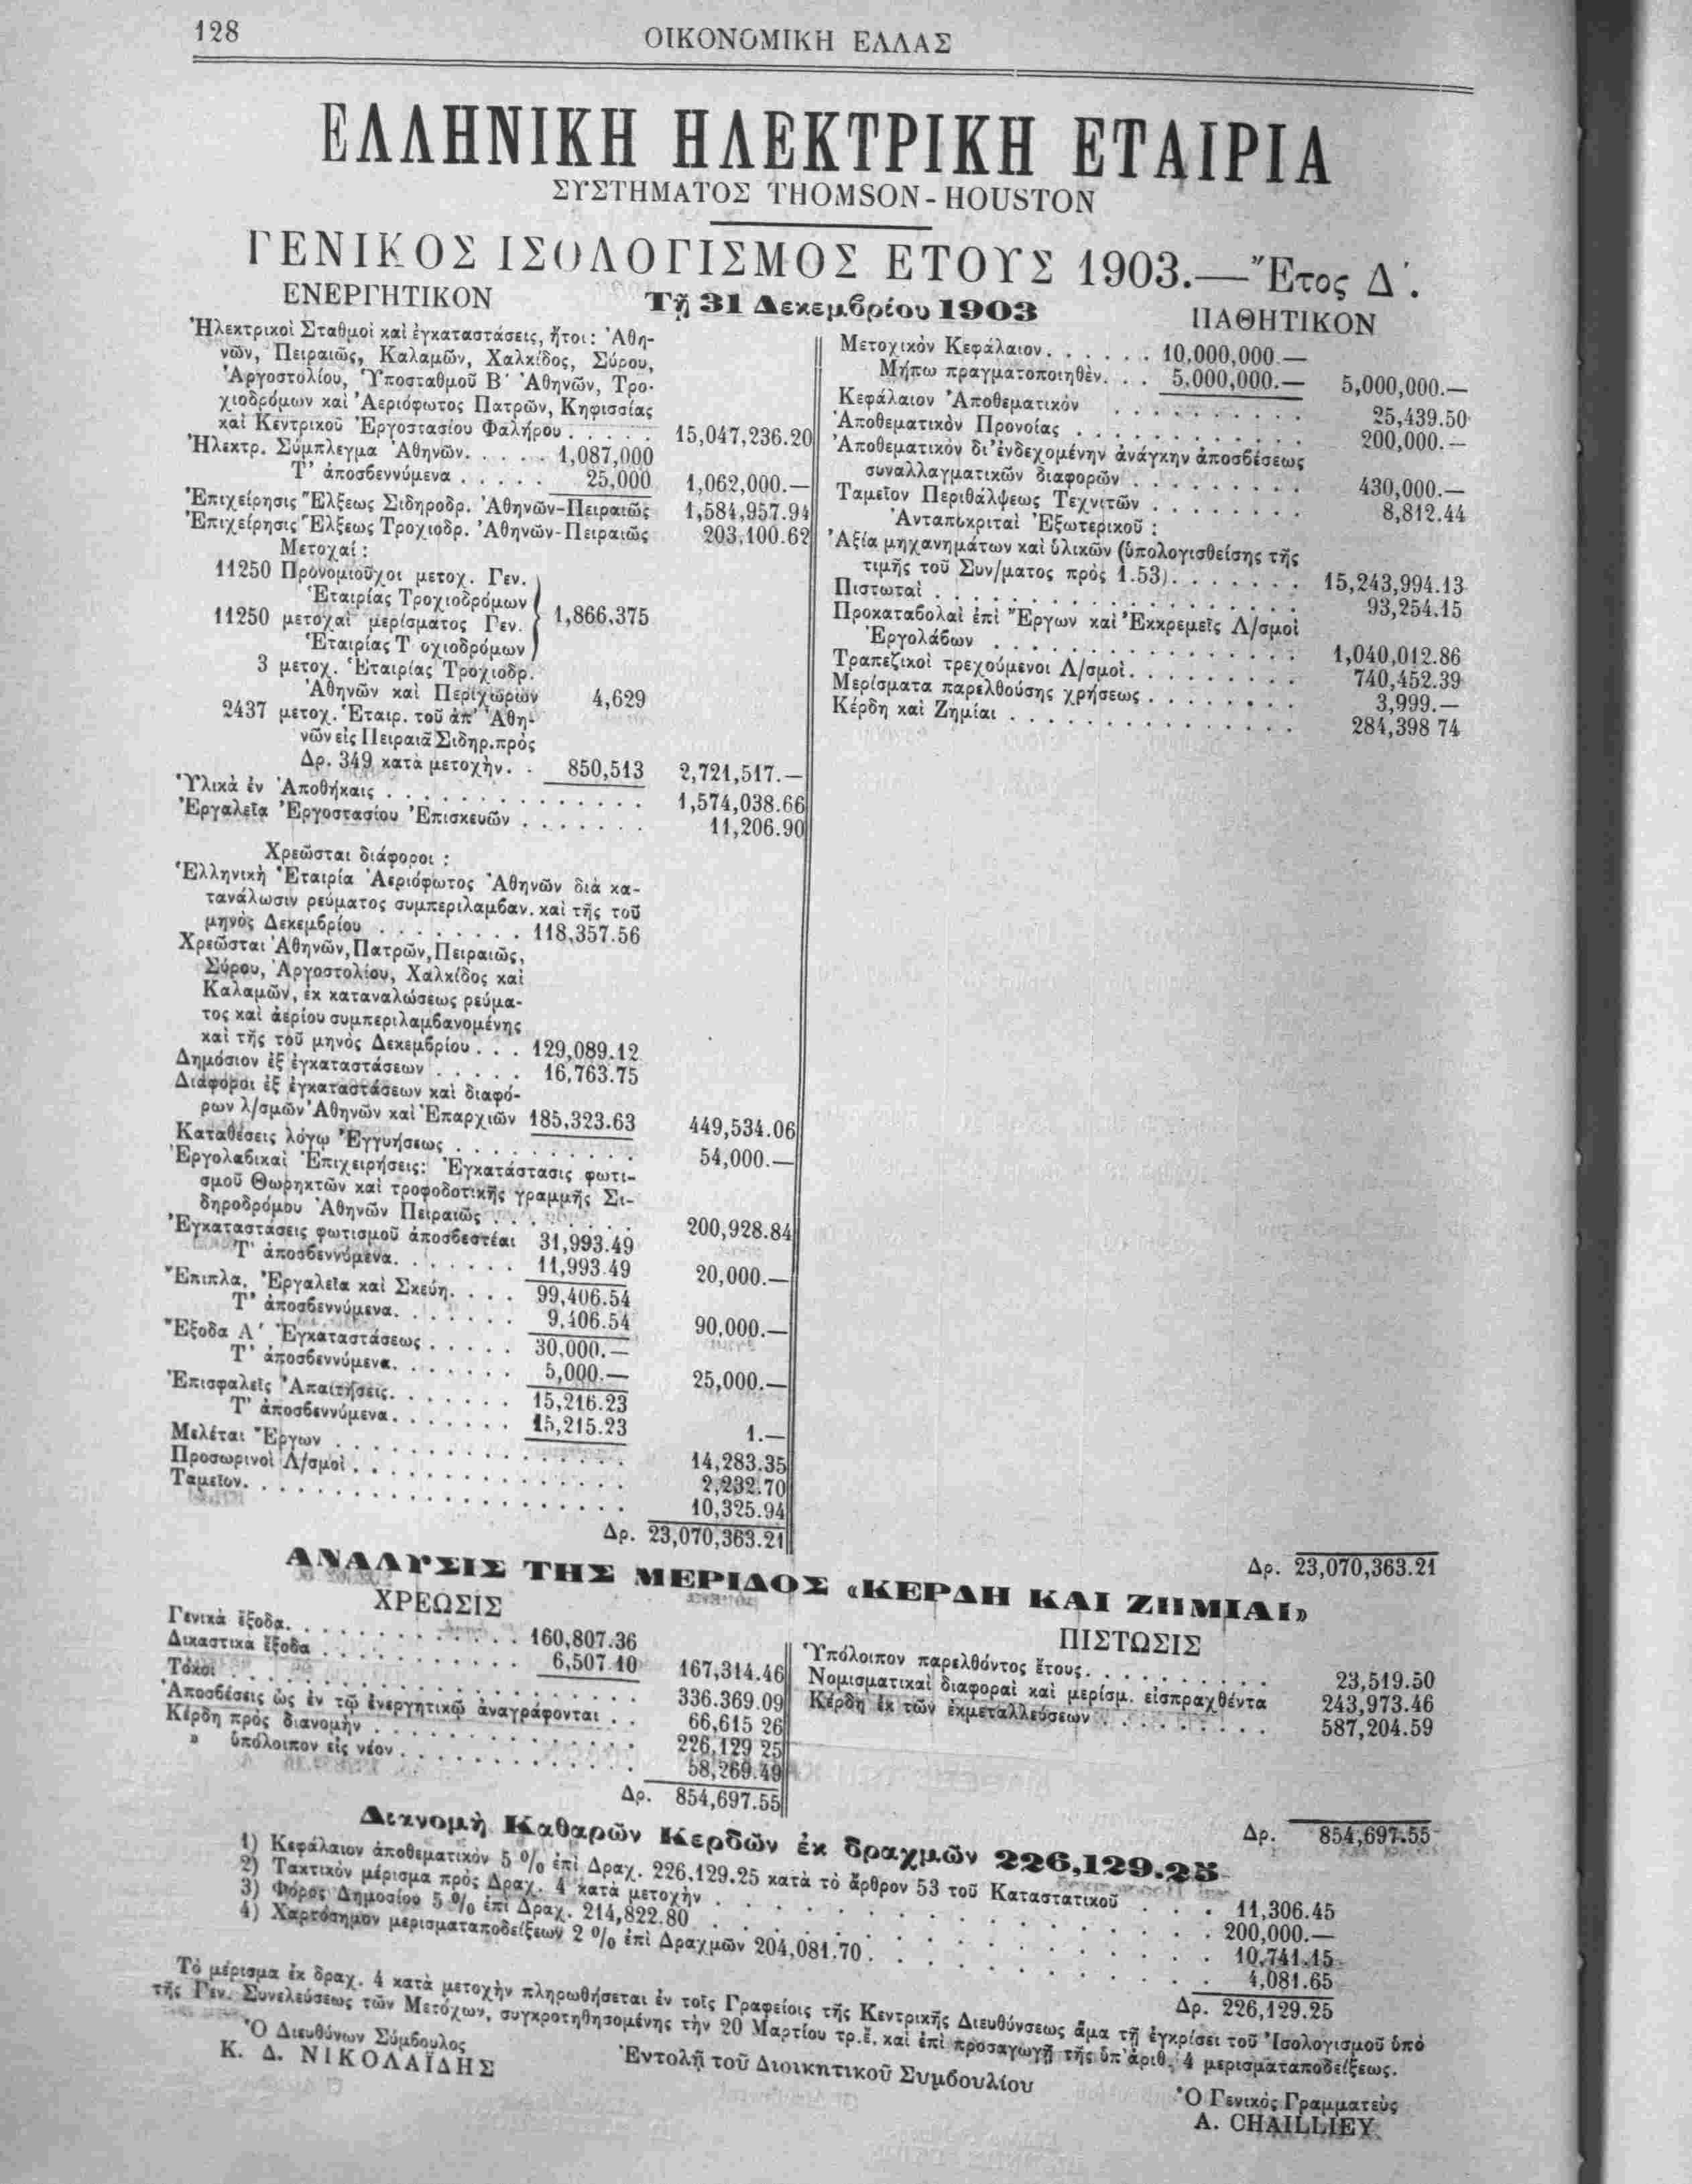 128
ΟΙΚΟΝΟΜΙΚΗ ΕΛΛΑΣ
ΕΛΛΗΝΙΚΗ ΗΛΕΚΤΡΙΚΗ ΕΤΑΙΡΙΑ
ΣΥΣΤΗΜΑΤΟΣ THOMSON-HOUSTON
ΓΕΝΙΚΟΣ ΙΣΟΛΟΓΙΣΜΟΣ ΕΤΟΥΣ 1903.—Ἔτος Δ΄.
ΕΝΕΡΓΗΤΙΚΟΝ
Τῇ 31 Δεκεμβρίου 1903
ΠΑΘΗΤΙΚΟΝ
Ἠλεκτρικοὶ Σταθμοὶ καὶ ἐγκαταστάσεις, ἤτοι: Ἀθη-
νῶν, Πειραιῶς, Καλαμῶν, Χαλκίδος, Σύρου,
Ἀργοστολίου, Ὑποσταθμοῦ Β΄ Ἀθηνῶν, Τρο-
χιοδρόμων καὶ Ἀεριόφωτος Πατρῶν, Κηφισσίας
καὶ Κεντρικοῦ Ἐργοστασίου Φαλήρου . . . . . 15,047,236.20
Ἠλεκτρ. Σύμπλεγμα Ἀθηνῶν. . . . . 1,087,000
Τ' ἀποσβεννύμενα . . . . . 25,000 1,062,000.—
Ἐπιχείρησις Ἕλξεως Σιδηροδρ. Ἀθηνῶν-Πειραιῶς 1,584,957.94
Ἐπιχείρησις Ἕλξεως Τροχιοδρ. Ἀθηνῶν-Πειραιῶς 203,100.62
Μετοχαί :
11250 Προνομιοῦχοι μετοχ. Γεν.
Ἑταιρίας Τροχιοδρόμων
11250 μετοχαὶ μερίσματος Γεν. 1,866,375
Ἑταιρίας Τ οχιοδρόμων
3 μετοχ. Ἑταιρίας Τροχιοδρ.
Ἀθηνῶν καὶ Περιχώρων 4,629
2437 μετοχ. Ἑταιρ. τοῦ ἀπ' Ἀθη-
νῶν εἰς Πειραιᾶ Σιδηρ. πρὸς
Δρ. 349 κατὰ μετοχὴν. . 850,513 2,721,517.—
Ὑλικὰ ἐν Ἀποθήκαις . . . . . . . . . . . . . 1,574,038.66
Ἐργαλεῖα Ἐργοστασίου Ἐπισκευῶν . . . . . . . 11,206.90
Χρεῶσται διάφοροι :
Ἑλληνικὴ Ἑταιρία Ἀεριόφωτος Ἀθηνῶν διὰ κα-
τανάλωσιν ρεύματος συμπεριλαμβαν. καὶ τῆς τοῦ
μηνὸς Δεκεμβρίου . . . . . . . . 118,357.56
Χρεῶσται Ἀθηνῶν, Πατρῶν, Πειραιῶς,
Σύρου, Ἀργοστολίου, Χαλκίδος καὶ
Καλαμῶν, ἐκ καταναλώσεως ρεύμα-
τος καὶ ἀερίου συμπεριλαμβανομένης
καὶ τῆς τοῦ μηνὸς Δεκεμβρίου . . . 129,089.12
Δημόσιον ἐξ ἐγκαταστάσεων . . . . . 16,763.75
Διάφοροι ἐξ ἐγκαταστάσεων καὶ διαφό-
ρων λ/σμῶν Ἀθηνῶν καὶ Ἐπαρχιῶν 185,323.63 449,534.06
Καταθέσεις λόγῳ Ἐγγυήσεως . . . . . . . . . . 54,000.—
Ἐργολαβικαὶ Ἐπιχειρήσεις: Ἐγκατάστασις φωτι-
σμοῦ Θωρηκτῶν καὶ τροφοδοτικῆς γραμμῆς Σι-
δηροδρόμου Ἀθηνῶν Πειραιῶς . . . . . . . . 200,928.84
Ἐγκαταστάσεις φωτισμοῦ ἀποσβεστέαι 31,993.49
Τ' ἀποσβεννύμενα. . . . . . . 11,993.49 20,000.—
Ἔπιπλα, Ἐργαλεῖα καὶ Σκεύη. . . . 99,406.54
Τ' ἀποσβεννύμενα. . . . . . . 9,406.54 90,000.—
Ἔξοδα Α΄ Ἐγκαταστάσεως . . . . . 30,000.—
Τ' ἀποσβεννύμενα. . . . . . . 5,000.— 25,000.—
Ἐπισφαλεῖς Ἀπαιτήσεις. . . . . . . 15,216.23
Τ' ἀποσβεννύμενα. . . . . . . 15,215.23 1.—
Μελέται Ἔργων . . . . . . . . . . . . . . . 14,283.35
Προσωρινοὶ Λ/σμοὶ . . . . . . . . . . . . . . 2,232.70
Ταμεῖον. . . . . . . . . . . . . . . . . . . . 10,325.94
Δρ. 23,070,363.21
Μετοχικὸν Κεφάλαιον. . . . . . . 10,000,000.—
Μήπω πραγματοποιηθὲν. . . 5,000,000.— 5,000,000.—
Κεφάλαιον Ἀποθεματικὸν . . . . . . . . . 25,439.50
Ἀποθεματικὸν Προνοίας . . . . . . . . . . . 200,000.—
Ἀποθεματικὸν δι' ἐνδεχομένην ἀνάγκην ἀποσβέσεως
συναλλαγματικῶν διαφορῶν . . . . . . . . . 430,000.—
Ταμεῖον Περιθάλψεως Τεχνιτῶν . . . . . . . . 8,812.44
Ἀνταποκριταὶ Ἐξωτερικοῦ :
Ἀξία μηχανημάτων καὶ ὑλικῶν (ὑπολογισθείσης τῆς
τιμῆς τοῦ Συν/ματος πρὸς 1.53). . . . . . . 15,243,994.13
Πιστωταὶ . . . . . . . . . . . . . . . . . 93,254.15
Προκαταβολαὶ ἐπὶ Ἔργων καὶ Ἐκκρεμεῖς Λ/σμοὶ
Ἐργολάβων . . . . . . . . . . . . . . . 1,040,012.86
Τραπεζικοὶ τρεχούμενοι Λ/σμοὶ. . . . . . . . . 740,452.39
Μερίσματα παρελθούσης χρήσεως . . . . . . . . 3,999.—
Κέρδη καὶ Ζημίαι . . . . . . . . . . . . . . 284,398 74
Δρ. 23,070,363.21
ΑΝΑΛΥΣΙΣ ΤΗΣ ΜΕΡΙΔΟΣ «ΚΕΡΔΗ ΚΑΙ ΖΗΜΙΑΙ»
ΧΡΕΩΣΙΣ
Γενικὰ ἔξοδα. . . . . . . . . . . . . 160,807.36
Δικαστικὰ ἔξοδα . . . . . . . . . . . 6,507 10 167,314.46
Τόκοι . . . . . . . . . . . . . . . . . . . . 336.369.09
Ἀποσβέσεις ὡς ἐν τῷ ἐνεργητικῷ ἀναγράφονται . . 66,615 26
Κέρδη πρὸς διανομὴν . . . . . . . . . . . . . 226,129 25
» ὑπόλοιπον εἰς νέον . . . . . . . . . . . . 58,269.49
Δρ. 854,697.55
ΠΙΣΤΩΣΙΣ
Ὑπόλοιπον παρελθόντος ἔτους. . . . . . . . . . 23,519.50
Νομισματικαὶ διαφοραὶ καὶ μερίσμ. εἰσπραχθέντα 243,973.46
Κέρδη ἐκ τῶν ἐκμεταλλεύσεων . . . . . . . . . 587,204.59
Δρ. 854,697.55
Διανομὴ Καθαρῶν Κερδῶν ἐκ δραχμῶν 226,129.25
1) Κεφάλαιον ἀποθεματικὸν 5 % ἐπὶ Δραχ. 226.129.25 κατὰ τὸ ἄρθρον 53 τοῦ Καταστατικοῦ . . . 11,306.45
2) Τακτικὸν μέρισμα πρὸς Δραχ. 4 κατὰ μετοχὴν . . . . . . . . . . . . 200,000.—
3) Φόρος Δημοσίου 5 % ἐπὶ Δραχ. 214,822.80 . . . . . . . . . . . . . 10,741.15
4) Χαρτόσημον μερισματαποδείξεων 2 % ἐπὶ Δραχμῶν 204,081.70 . . . . . . . . . 4,081.65
Δρ. 226,129.25
Τὸ μέρισμα ἐκ δραχ. 4 κατὰ μετοχὴν πληρωθήσεται ἐν τοῖς Γραφείοις τῆς Κεντρικῆς Διευθύνσεως ἅμα τῇ ἐγκρίσει τοῦ Ἰσολογισμοῦ ὑπὸ
τῆς Γεν. Συνελεύσεως τῶν Μετόχων, συγκροτηθησομένης τὴν 20 Μαρτίου τρ. ἔ. καὶ ἐπὶ προσαγωγῇ τῆς ὑπ' ἀριθ. 4 μερισματαποδείξεως.
Ὁ Διευθύνων Σύμβουλος
Κ. Δ. ΝΙΚΟΛΑΪΔΗΣ
Ἐντολῇ τοῦ Διοικητικοῦ Συμβουλίου
Ὁ Γενικὸς Γραμματεὺς
A. CHAILLIEY